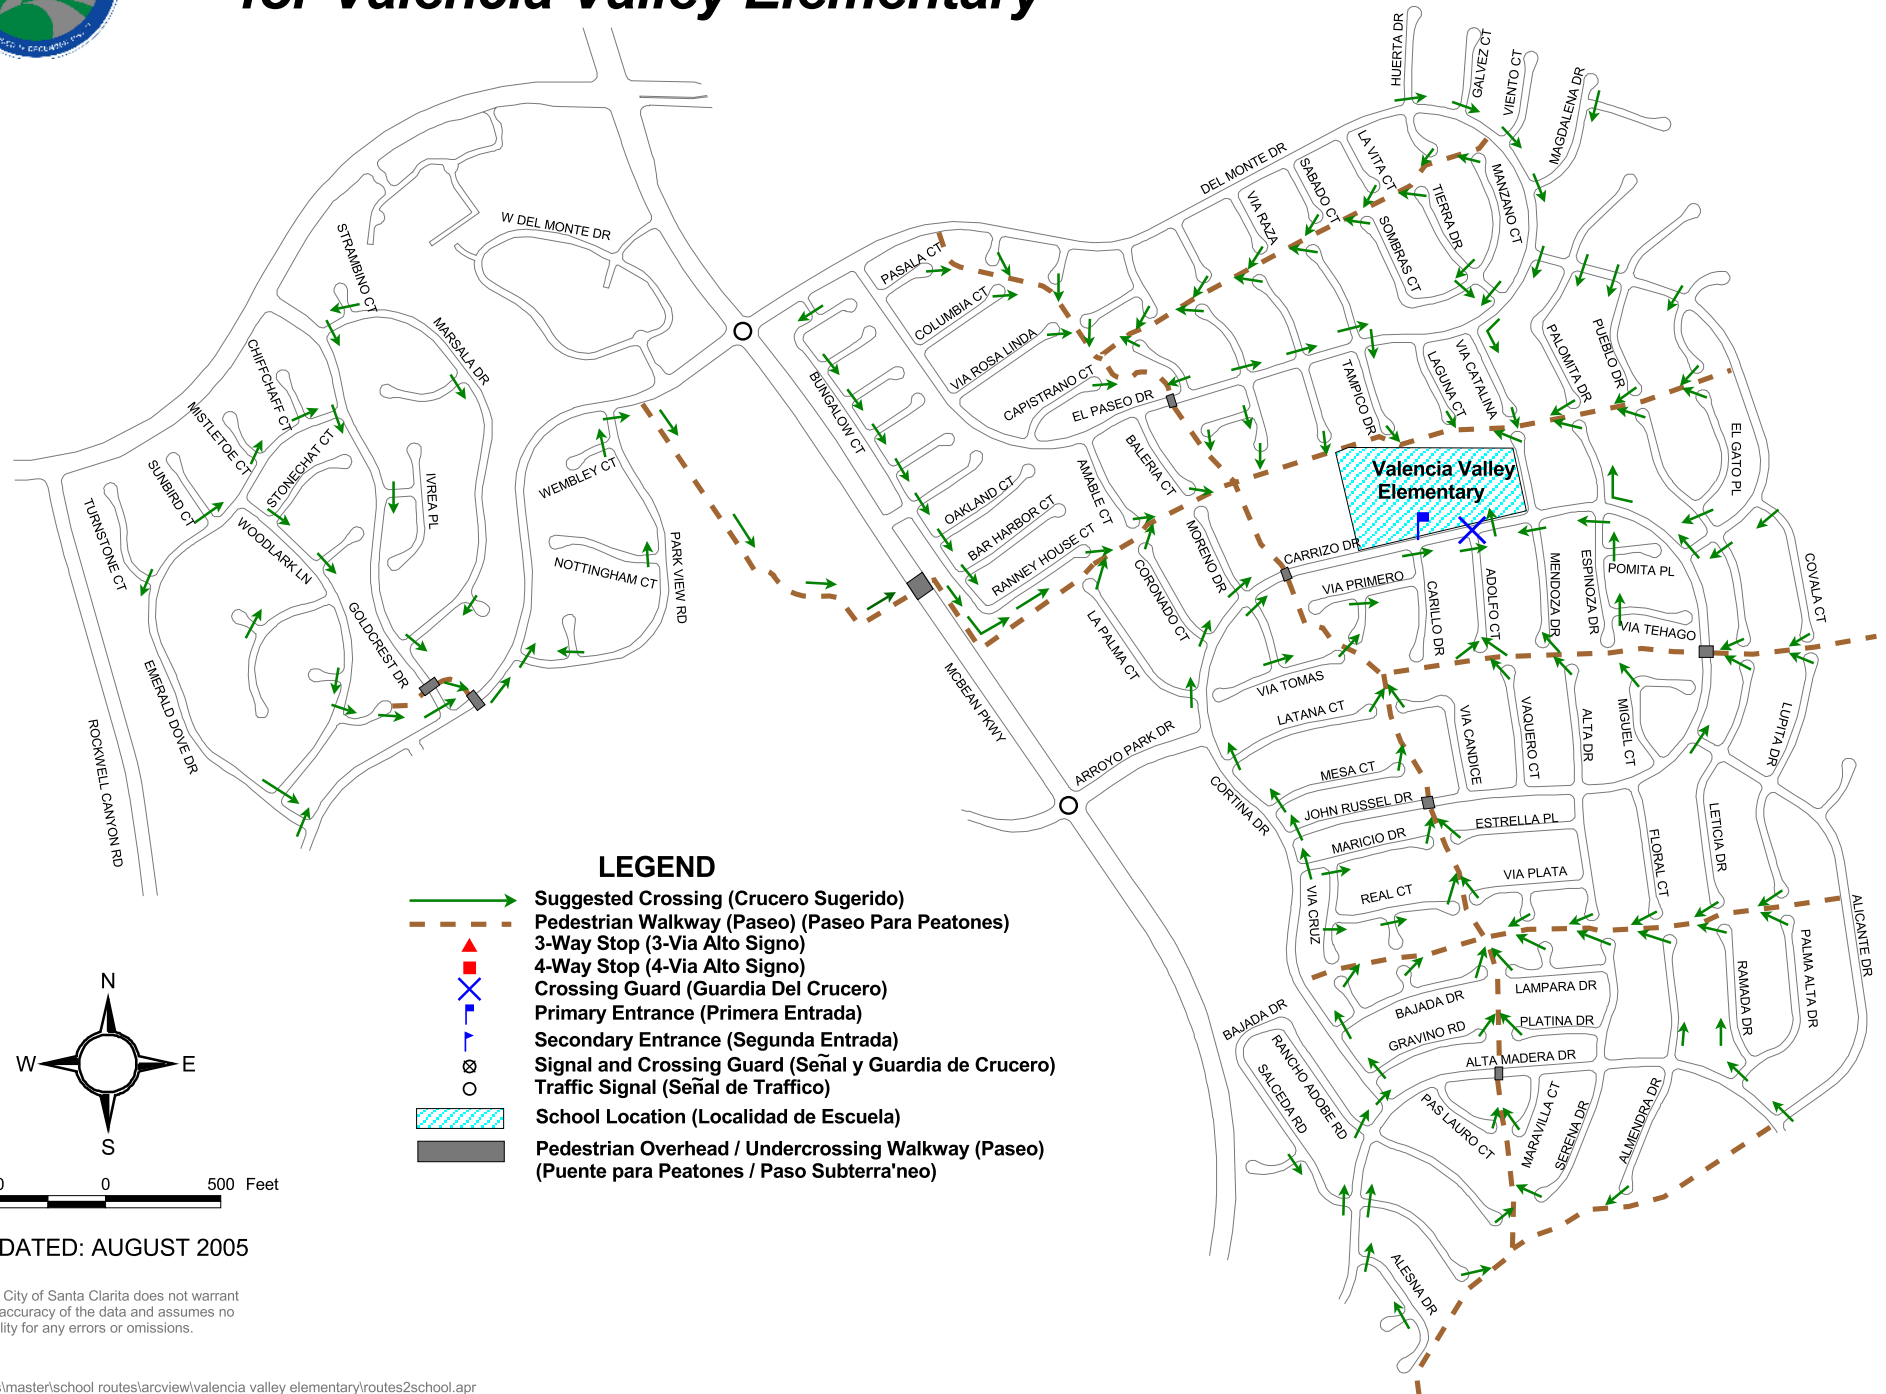 for Valencia Valley Elementary
HUERTA DR
GALVEZ CT
VIENTO CT
MAGDALENA DR
DEL MONTE DR
LA VITA CT
SABADO CT
VIA RAZA
TIERRA DR
MANZANO CT
SOMBRAS CT
W DEL MONTE DR
STRAMBINO CT
MARSALA DR
CHIFFCHAFF CT
MISTLETOE CT
STONECHAT CT
SUNBIRD CT
TURNSTONE CT
WOODLARK LN
IVREA PL
GOLDCREST DR
EMERALD DOVE DR
ROCKWELL CANYON RD
WEMBLEY CT
NOTTINGHAM CT
PARK VIEW RD
PASALA CT
COLUMBIA CT
VIA ROSA LINDA
CAPISTRANO CT
EL PASEO DR
BUNGALOW CT
OAKLAND CT
BAR HARBOR CT
RANNEY HOUSE CT
AMABLE CT
BALERIA CT
MORENO DR
CORONADO CT
LA PALMA CT
MCBEAN PKWY
ARROYO PARK DR
TAMPICO DR
LAGUNA CT
VIA CATALINA
PALOMITA DR
PUEBLO DR
EL GATO PL
Valencia Valley
Elementary
CARRIZO DR
VIA PRIMERO
CARILLO DR
ADOLFO CT
MENDOZA DR
ESPINOZA DR
POMITA PL
VIA TEHAGO
COVALA CT
VIA TOMAS
LATANA CT
MESA CT
JOHN RUSSEL DR
MARICIO DR
CORTINA DR
VIA CANDICE
VAQUERO CT
ALTA DR
MIGUEL CT
LUPITA DR
ESTRELLA PL
VIA PLATA
REAL CT
VIA CRUZ
FLORAL CT
LETICIA DR
ALICANTE DR
PALMA ALTA DR
RAMADA DR
LAMPARA DR
BAJADA DR
PLATINA DR
GRAVINO RD
ALTA MADERA DR
BAJADA DR
RANCHO ADOBE RD
SALCEDA RD
PAS LAURO CT
MARAVILLA CT
SERENA DR
ALMENDRA DR
ALESNA DR
LEGEND
Suggested Crossing (Crucero Sugerido)
Pedestrian Walkway (Paseo) (Paseo Para Peatones)
3-Way Stop (3-Via Alto Signo)
4-Way Stop (4-Via Alto Signo)
Crossing Guard (Guardia Del Crucero)
Primary Entrance (Primera Entrada)
Secondary Entrance (Segunda Entrada)
Signal and Crossing Guard (Señal y Guardia de Crucero)
Traffic Signal (Señal de Traffico)
School Location (Localidad de Escuela)
Pedestrian Overhead / Undercrossing Walkway (Paseo)
(Puente para Peatones / Paso Subterra'neo)
N
W E
S
0 0 500 Feet
DATED: AUGUST 2005
City of Santa Clarita does not warrant
accuracy of the data and assumes no
lity for any errors or omissions.
s\master\school routes\arcview\valencia valley elementary\routes2school.apr